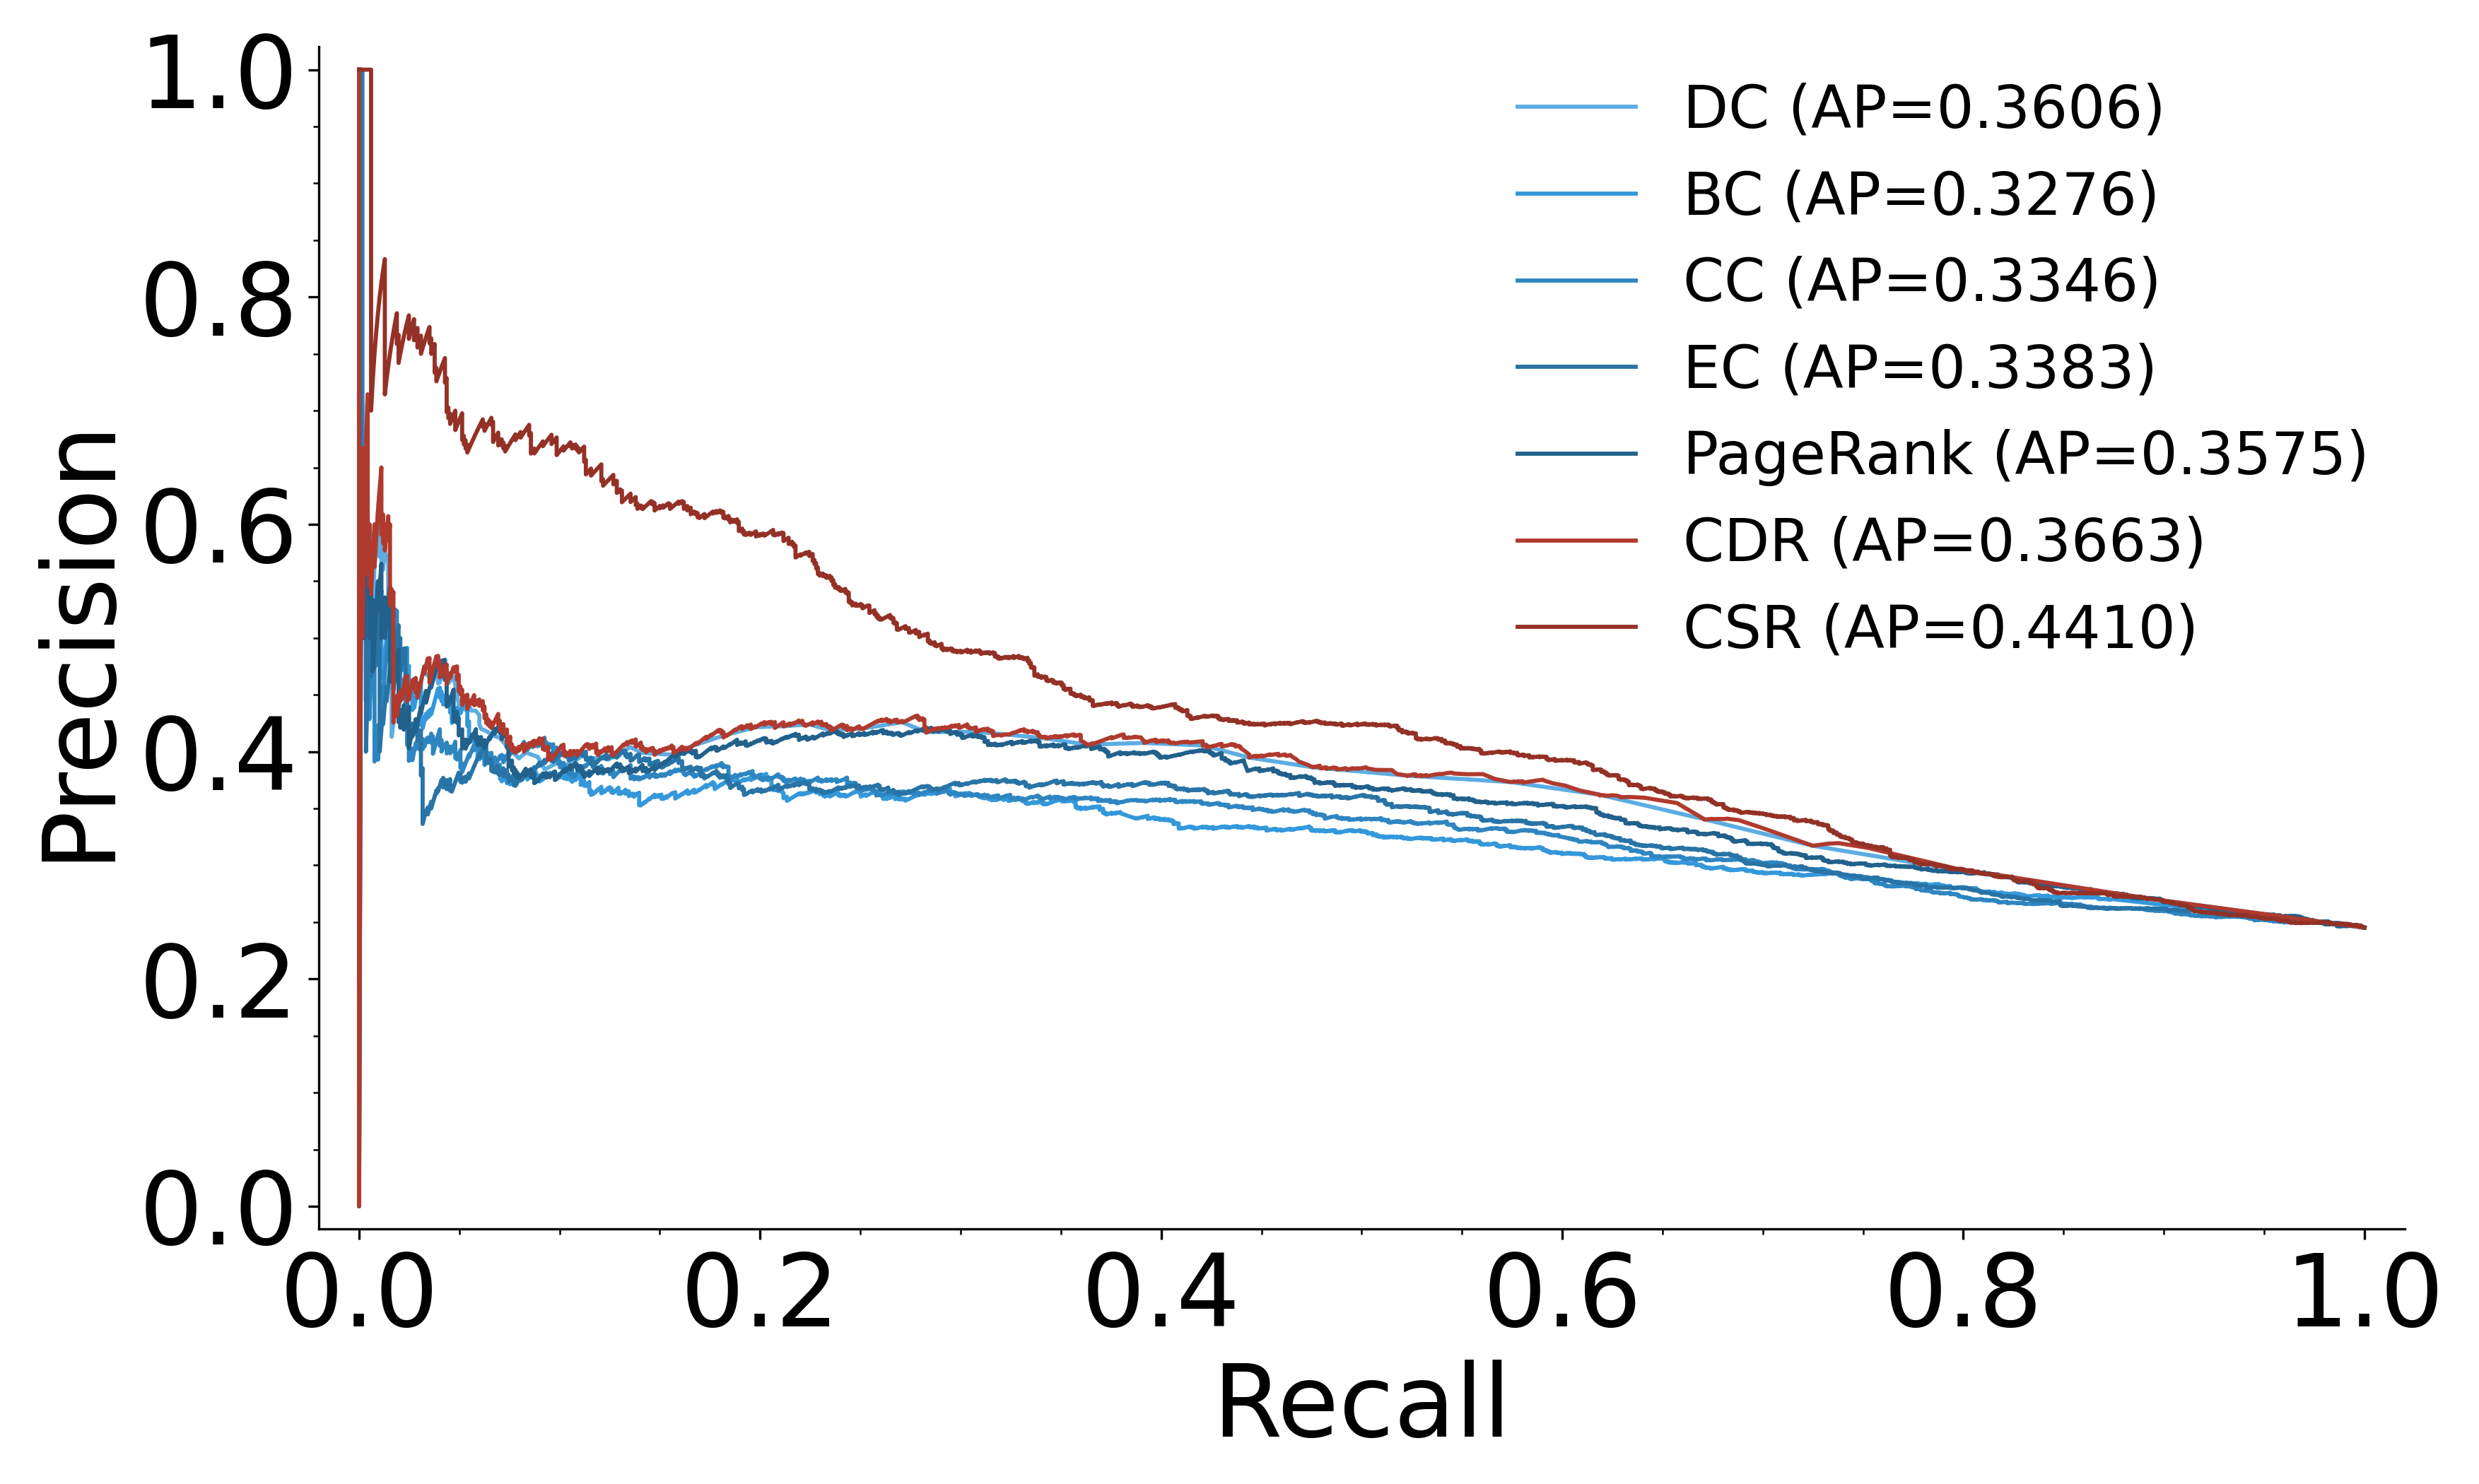 1.0
0.8
0.6
0.4
0.2
0.0
Precision
DC (AP=0.3606)
BC (AP=0.3276)
CC (AP=0.3346)
EC (AP=0.3383)
PageRank (AP=0.3575)
CDR (AP=0.3663)
CSR (AP=0.4410)
0.0 0.2 0.4 0.6 0.8 1.0
Recall